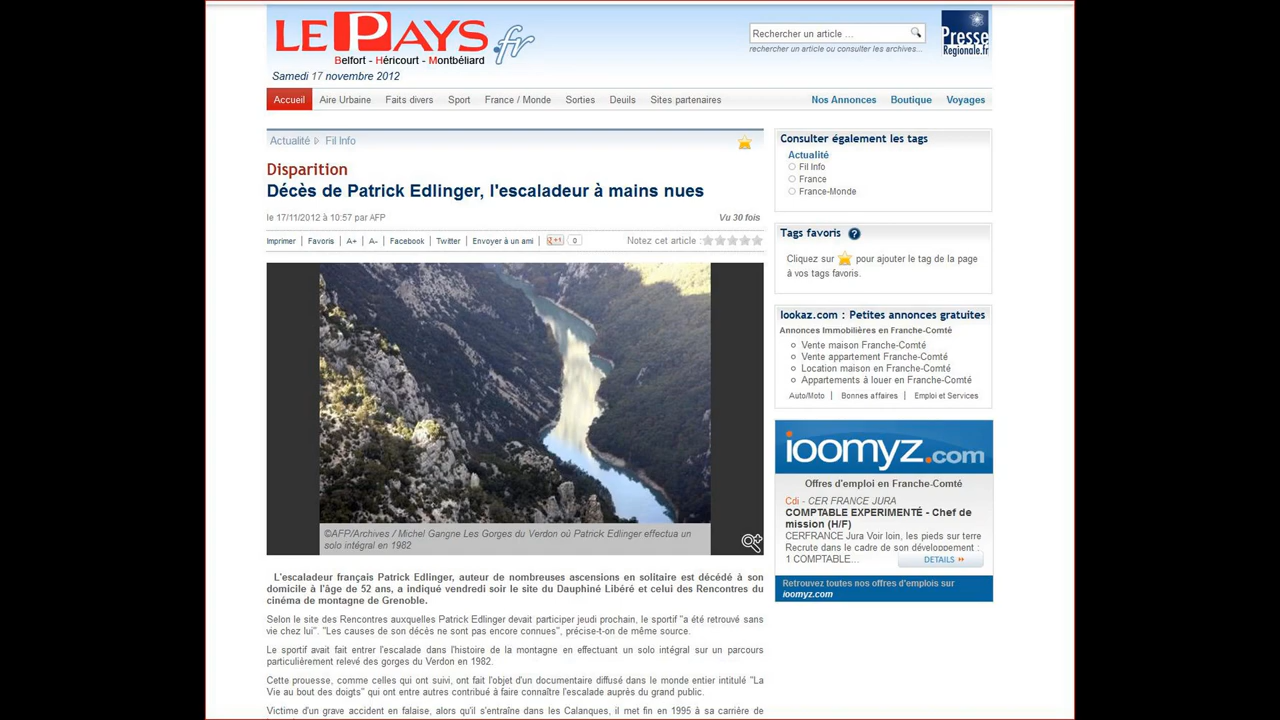 LE PAYS.fr
Belfort - Héricourt - Montbéliard
Samedi 17 novembre 2012
Rechercher un article ...
rechercher un article ou consulter les archives...
Presse
Regionale.fr
Accueil Aire Urbaine Faits divers Sport France / Monde Sorties Deuils Sites partenaires Nos Annonces Boutique Voyages
Actualité Fil Info
Disparition
Décès de Patrick Edlinger, l'escaladeur à mains nues
le 17/11/2012 à 10:57 par AFP Vu 30 fois
Imprimer | Favoris | A+ | A- | Facebook | Twitter | Envoyer à un ami | +1 0 Notez cet article :
©AFP/Archives / Michel Gangne Les Gorges du Verdon où Patrick Edlinger effectua un
solo intégral en 1982
L'escaladeur français Patrick Edlinger, auteur de nombreuses ascensions en solitaire est décédé à son
domicile à l'âge de 52 ans, a indiqué vendredi soir le site du Dauphiné Libéré et celui des Rencontres du
cinéma de montagne de Grenoble.
Selon le site des Rencontres auxquelles Patrick Edlinger devait participer jeudi prochain, le sportif "a été retrouvé sans
vie chez lui". "Les causes de son décès ne sont pas encore connues", précise-t-on de même source.
Le sportif avait fait entrer l'escalade dans l'histoire de la montagne en effectuant un solo intégral sur un parcours
particulièrement relevé des gorges du Verdon en 1982.
Cette prouesse, comme celles qui ont suivi, ont fait l'objet d'un documentaire diffusé dans le monde entier intitulé "La
Vie au bout des doigts" qui ont entre autres contribué à faire connaître l'escalade auprès du grand public.
Victime d'un grave accident en falaise, alors qu'il s'entraîne dans les Calanques, il met fin en 1995 à sa carrière de
Consulter également les tags
Actualité
Fil Info
France
France-Monde
Tags favoris ?
Cliquez sur pour ajouter le tag de la page
à vos tags favoris.
lookaz.com : Petites annonces gratuites
Annonces Immobilières en Franche-Comté
Vente maison Franche-Comté
Vente appartement Franche-Comté
Location maison en Franche-Comté
Appartements à louer en Franche-Comté
Auto/Moto | Bonnes affaires | Emploi et Services
ioomyz.com
Offres d'emploi en Franche-Comté
Cdi - CER FRANCE JURA
COMPTABLE EXPERIMENTÉ - Chef de
mission (H/F)
CERFRANCE Jura Voir loin, les pieds sur terre
Recrute dans le cadre de son développement :
1 COMPTABLE...
DETAILS
Retrouvez toutes nos offres d'emplois sur
ioomyz.com